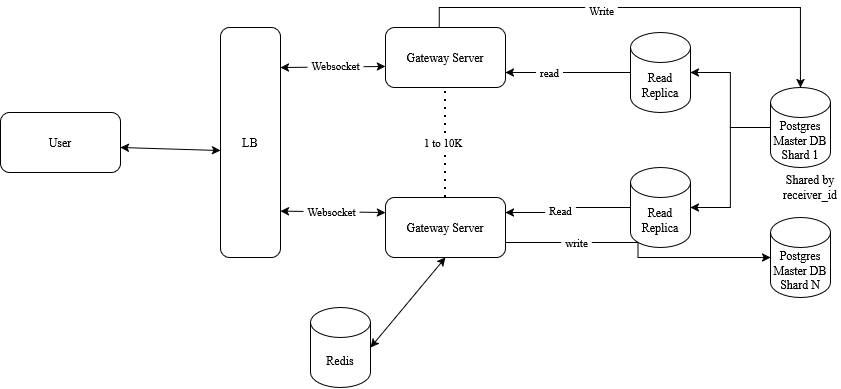 Write
Gateway Server
Websocket
read
Read
Replica
Postgres
Master DB
Shard 1
User
LB
1 to 10K
Shared by
receiver_id
Websocket
Gateway Server
Read
Read
Replica
write
Postgres
Master DB
Shard N
Redis